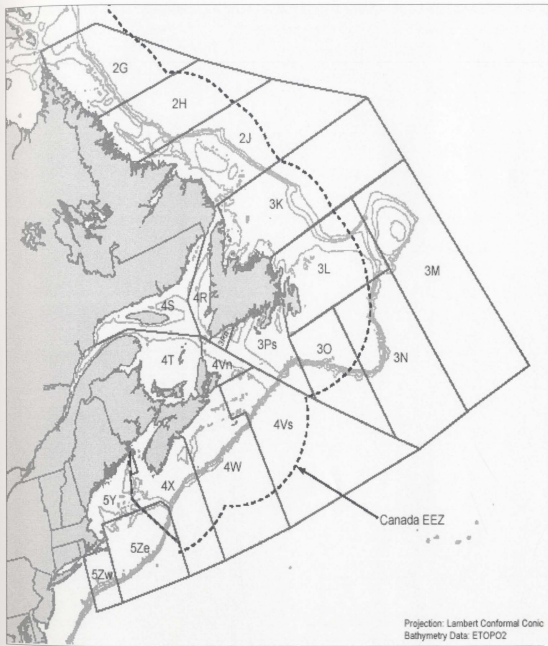 2G
2H
2J
3K
3L
3M
4R
4S
3Ps
3O
3N
4T
4Vn
4Vs
4W
4X
5Y
5Ze
5Zw
Canada EEZ
Projection: Lambert Conformal Conic
Bathymetry Data: ETOPO2